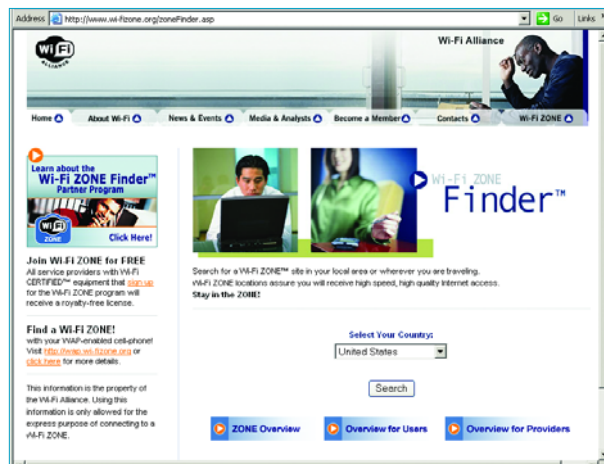 Address http://www.wi-fizone.org/zoneFinder.asp Go Links
Wi Fi
ALLIANCE
Wi-Fi Alliance
Home About Wi-Fi News & Events Media & Analysts Become a Member Contacts Wi-Fi ZONE
Learn about the
Wi-Fi ZONE Finder™
Partner Program
Wi Fi
ZONE
Click Here!
Join Wi-Fi ZONE for FREE
All service providers with Wi-Fi
CERTIFIED™ equipment that sign up
for the Wi-Fi ZONE program will
receive a royalty-free license.
Find a Wi-Fi ZONE!
with your WAP-enabled cell-phone!
Visit http://wap.wi-fizone.org or
click here for more details.
This information is the property of
the Wi-Fi Alliance. Using this
information is only allowed for the
express purpose of connecting to a
Wi-Fi ZONE.
Wi-Fi ZONE
Finder™
Search for a Wi-Fi ZONE™ site in your local area or wherever you are traveling.
Wi-Fi ZONE locations assure you will receive high speed, high quality Internet access.
Stay in the ZONE!
Select Your Country:
United States
Search
ZONE Overview Overview for Users Overview for Providers